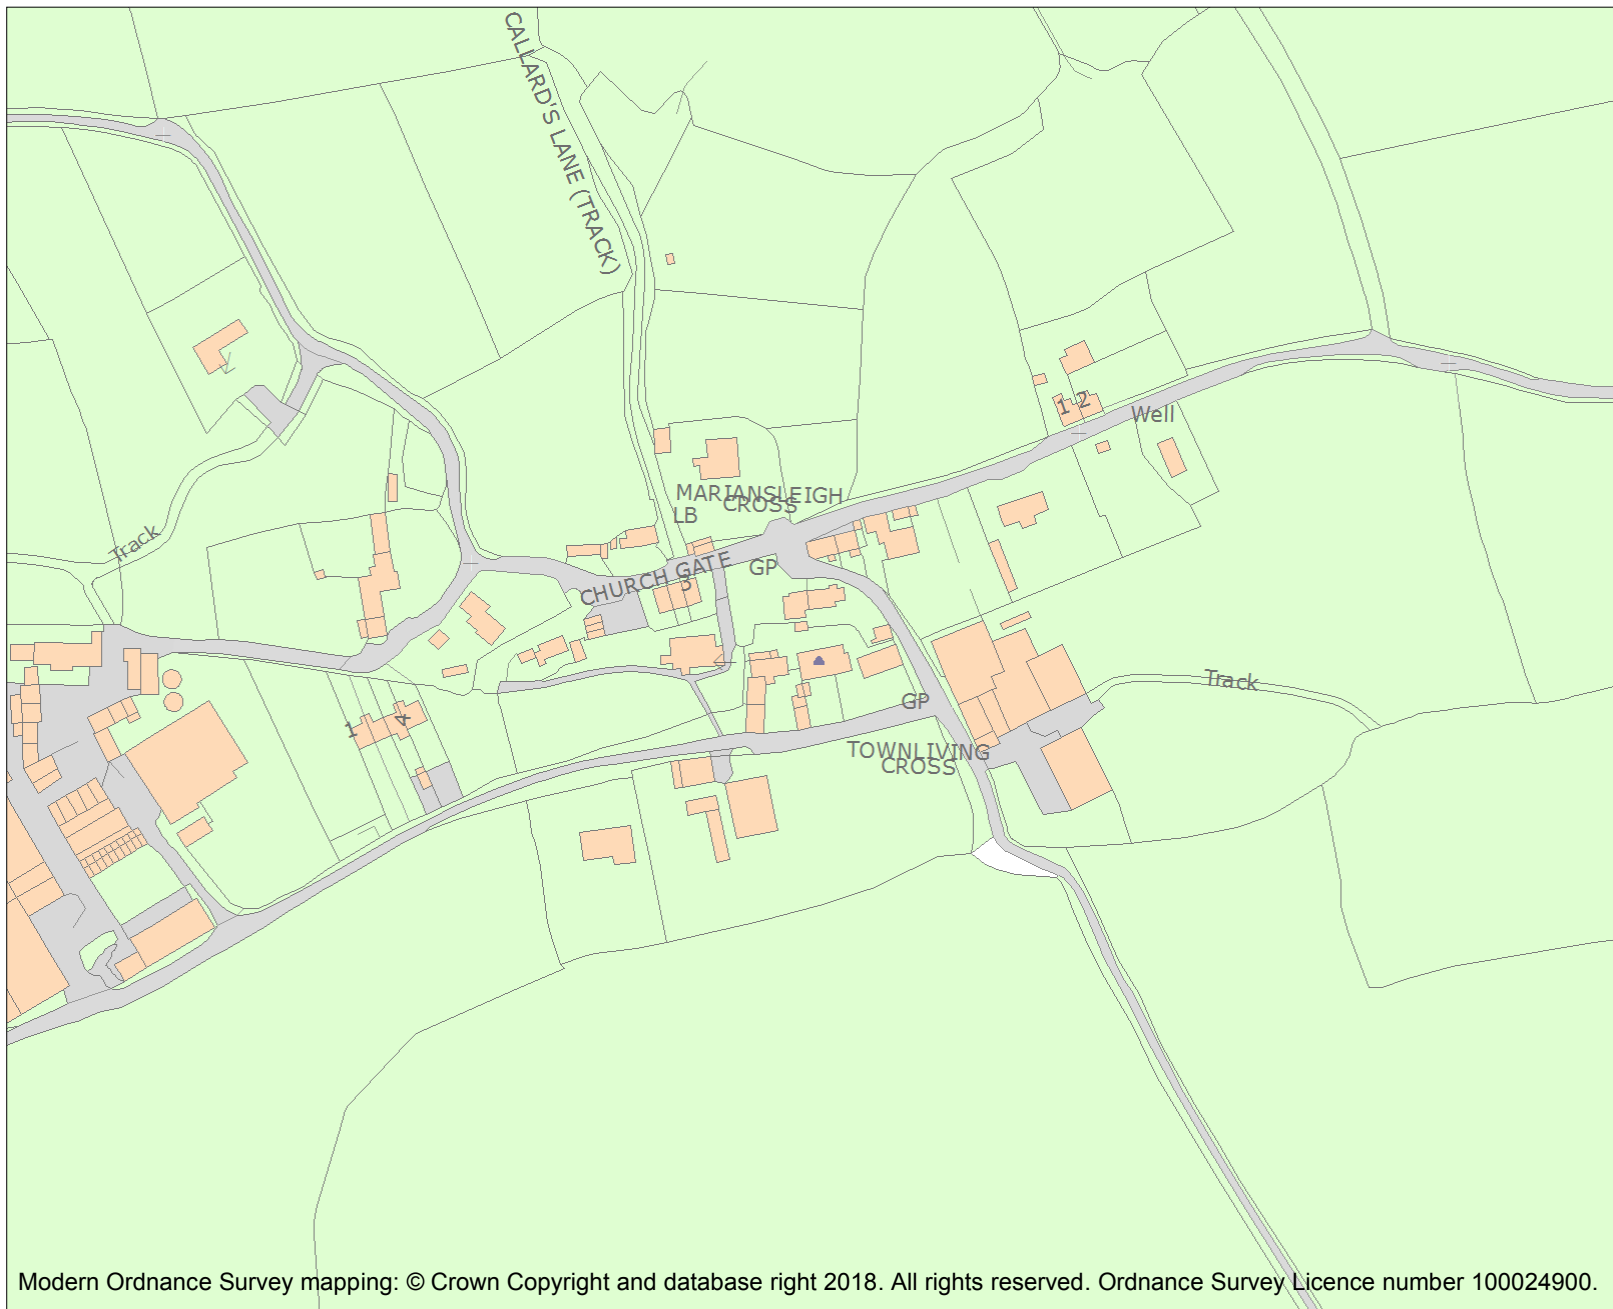 CALLARD'S LANE (TRACK)
1 2
Well
MARIANSLEIGH
CROSS
LB
Track
CHURCH GATE
GP
3
Track
GP
1
4
TOWNLIVING
CROSS
Modern Ordnance Survey mapping: © Crown Copyright and database right 2018. All rights reserved. Ordnance Survey Licence number 100024900.